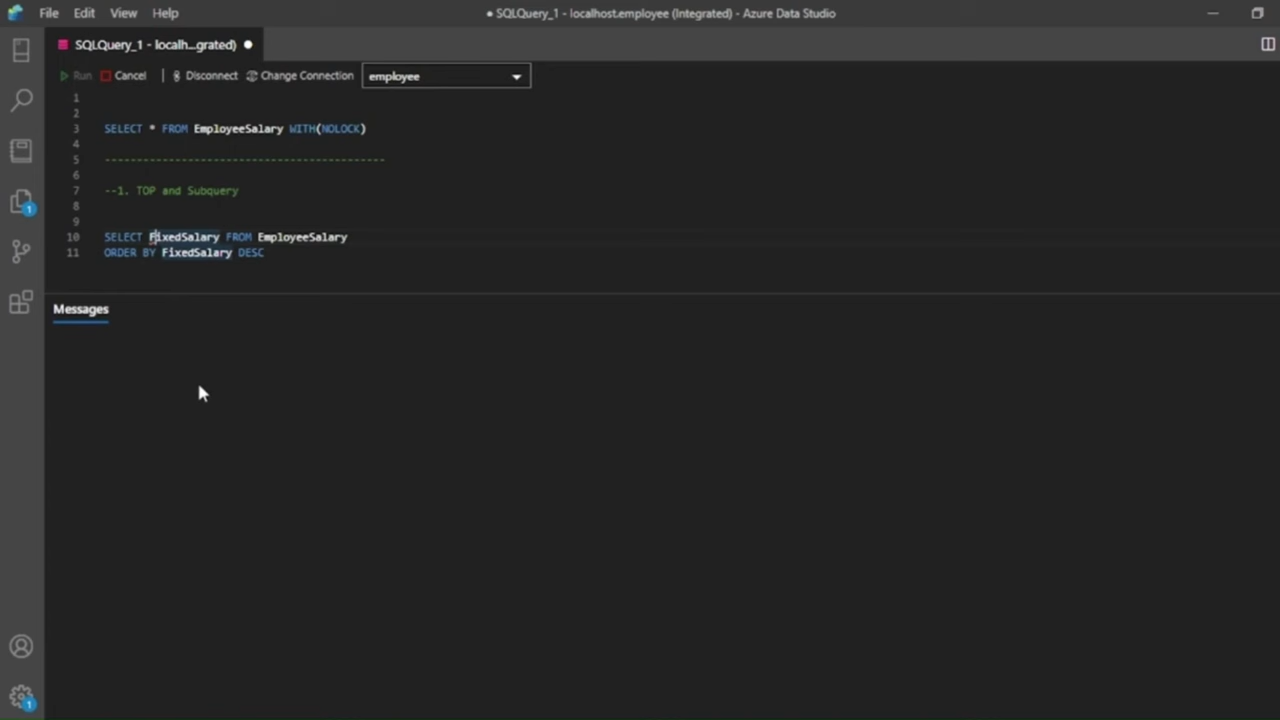 File Edit View Help
● SQLQuery_1 - localhost.employee (Integrated) - Azure Data Studio
SQLQuery_1 - localh...grated) ●
Run Cancel | Disconnect Change Connection employee
1
2
3 SELECT * FROM EmployeeSalary WITH(NOLOCK)
4
5 --------------------------------------------
6
7 --1. TOP and Subquery
8
9
10 SELECT FixedSalary FROM EmployeeSalary
11 ORDER BY FixedSalary DESC
Messages
1
1